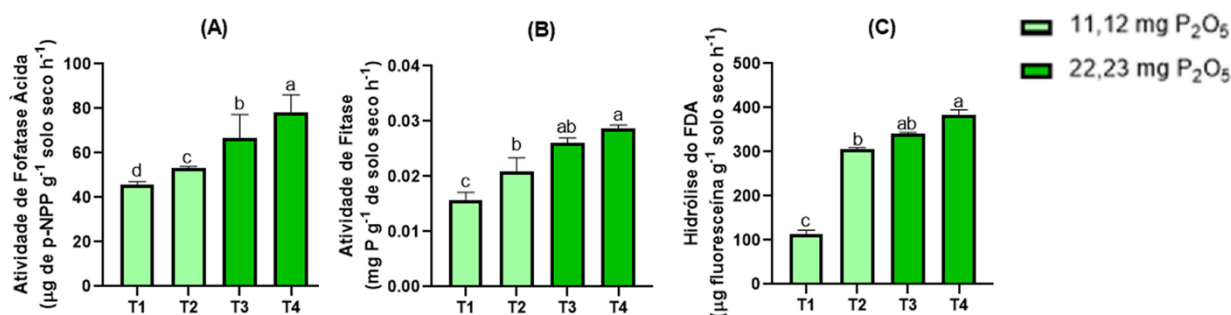 (A)
Atividade de Fofatase Àcida
(µg de p-NPP g⁻¹ solo seco h⁻¹)
100
80
60
40
20
0
d
c
b
a
T1 T2 T3 T4
(B)
Atividade de Fitase
(mg P g⁻¹ de solo seco h⁻¹)
0.04
0.03
0.02
0.01
0.00
c
b
ab
a
T1 T2 T3 T4
(C)
Hidrólise do FDA
(µg fluoresceína g⁻¹ solo seco h⁻¹)
500
400
300
200
100
0
c
b
ab
a
T1 T2 T3 T4
11,12 mg P₂O₅
22,23 mg P₂O₅